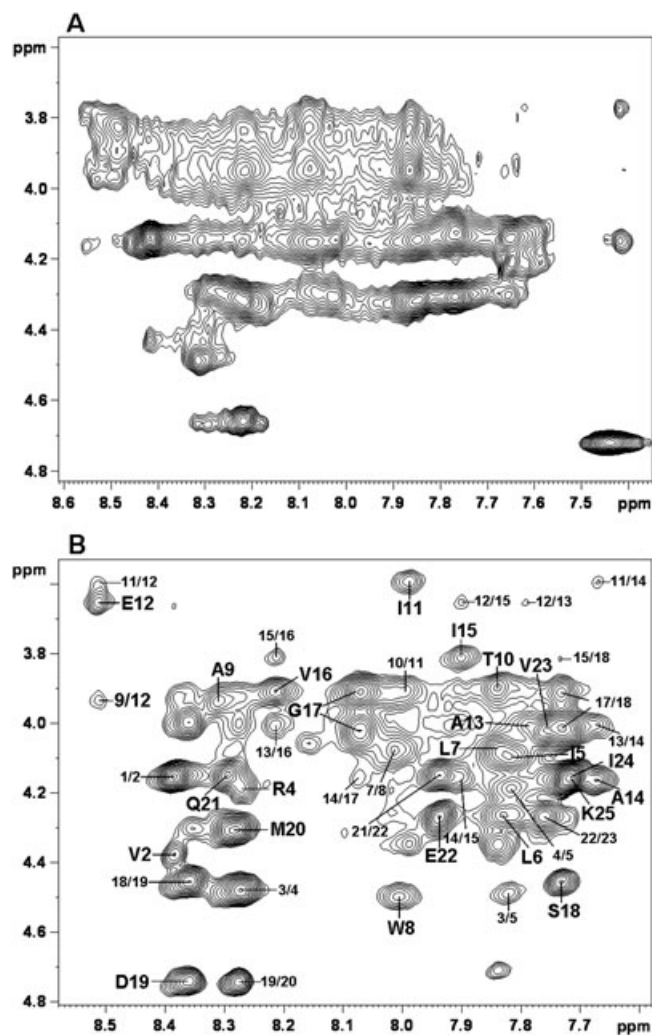 A
ppm
3.8
4.0
4.2
4.4
4.6
4.8
8.6 8.5 8.4 8.3 8.2 8.1 8.0 7.9 7.8 7.7 7.6 7.5 ppm
B
ppm
11/12
E12
I11
12/15
12/13
11/14
3.8
15/16
I15
15/18
A9
V16
10/11
T10
V23
9/12
G17
17/18
4.0
A13
13/16
L7
I5
13/14
I24
1/2
R4
14/17
7/8
A14
4.2
Q21
21/22
14/15
K25
M20
E22
L6
4/5
22/23
V2
4.4
18/19
3/4
W8
3/5
S18
4.6
D19
19/20
4.8
8.5 8.4 8.3 8.2 8.1 8.0 7.9 7.8 7.7 ppm